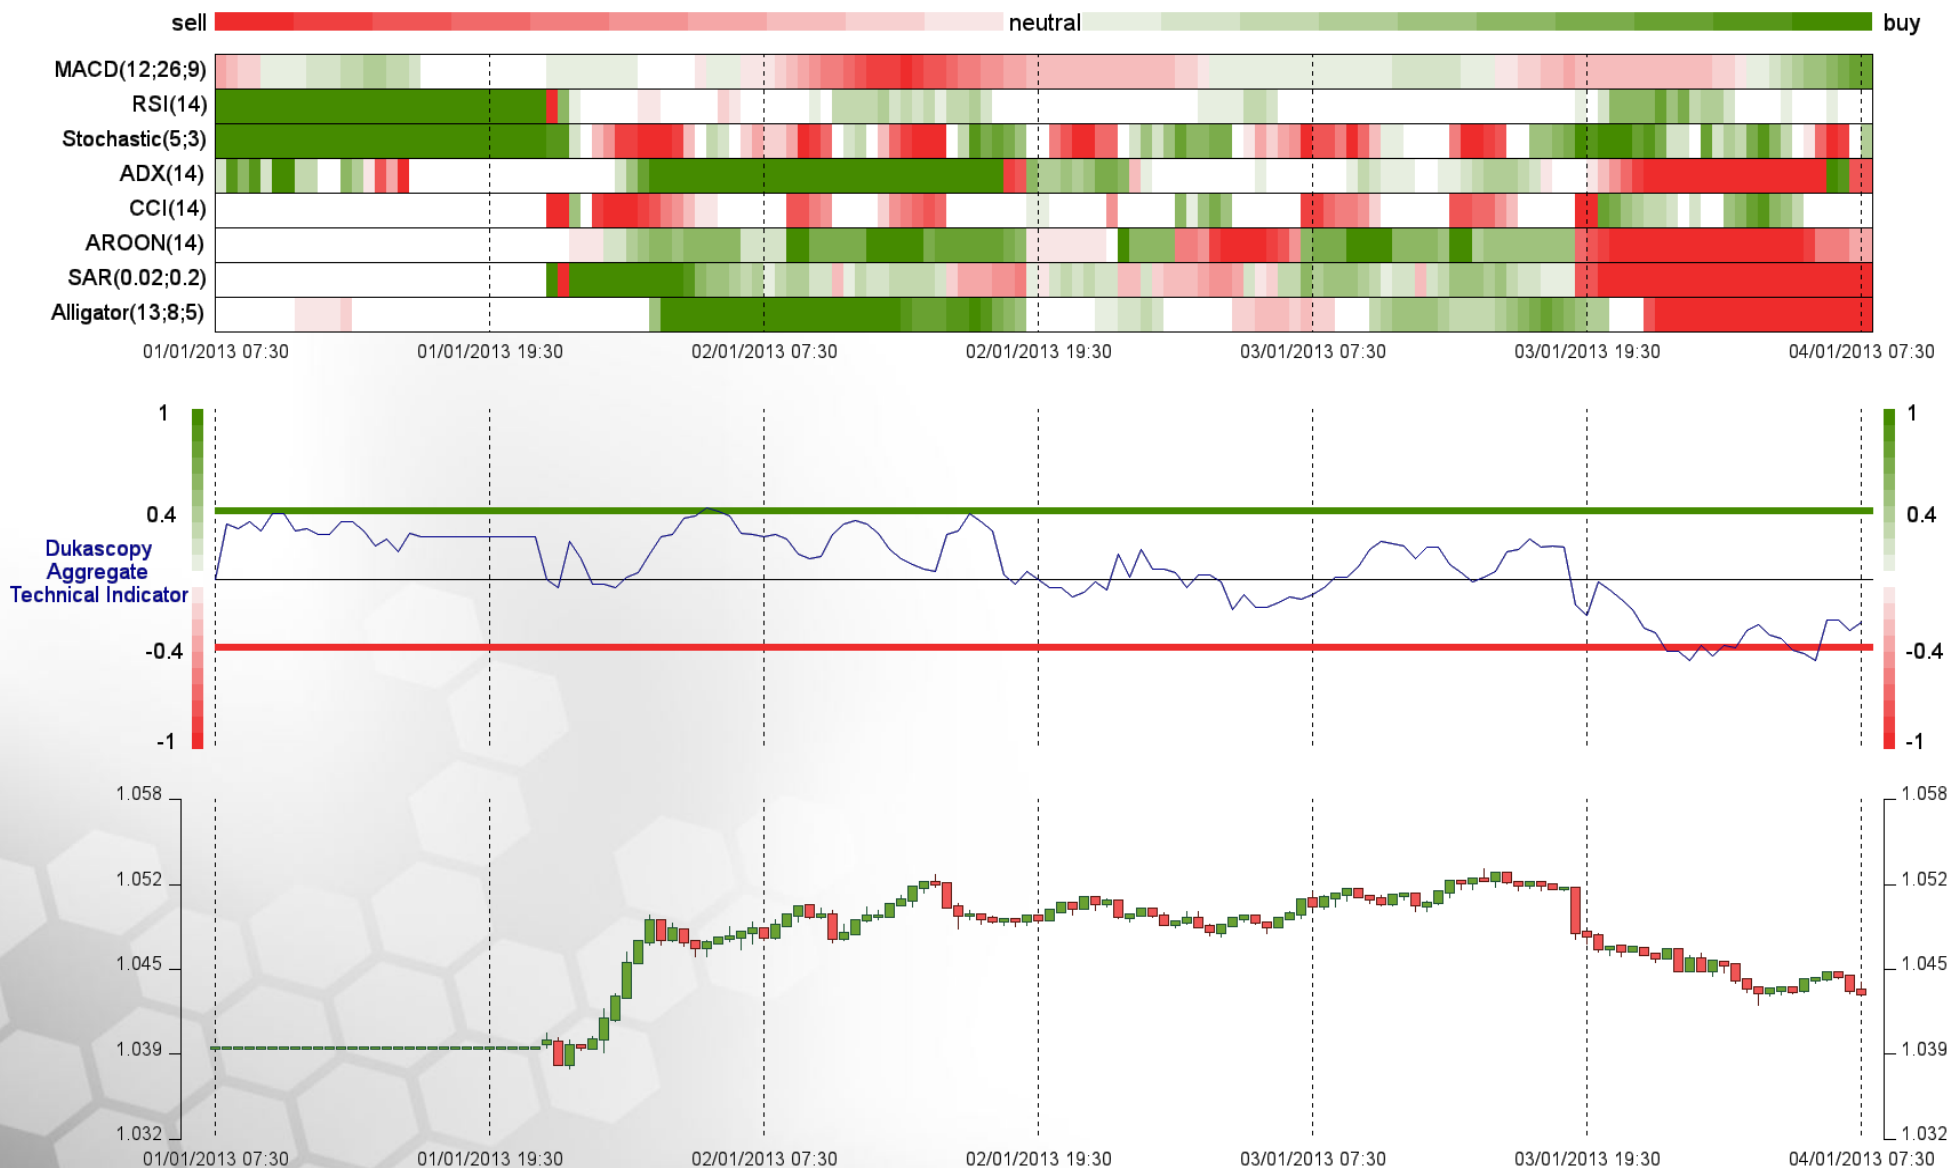 sell neutral buy
MACD(12;26;9)
RSI(14)
Stochastic(5;3)
ADX(14)
CCI(14)
AROON(14)
SAR(0.02;0.2)
Alligator(13;8;5)
01/01/2013 07:30 01/01/2013 19:30 02/01/2013 07:30 02/01/2013 19:30 03/01/2013 07:30 03/01/2013 19:30 04/01/2013 07:30
1 1
0.4 0.4
Dukascopy
Aggregate
Technical Indicator
-0.4 -0.4
-1 -1
1.058 1.058
1.052 1.052
1.045 1.045
1.039 1.039
1.032 1.032
01/01/2013 07:30 01/01/2013 19:30 02/01/2013 07:30 02/01/2013 19:30 03/01/2013 07:30 03/01/2013 19:30 04/01/2013 07:30